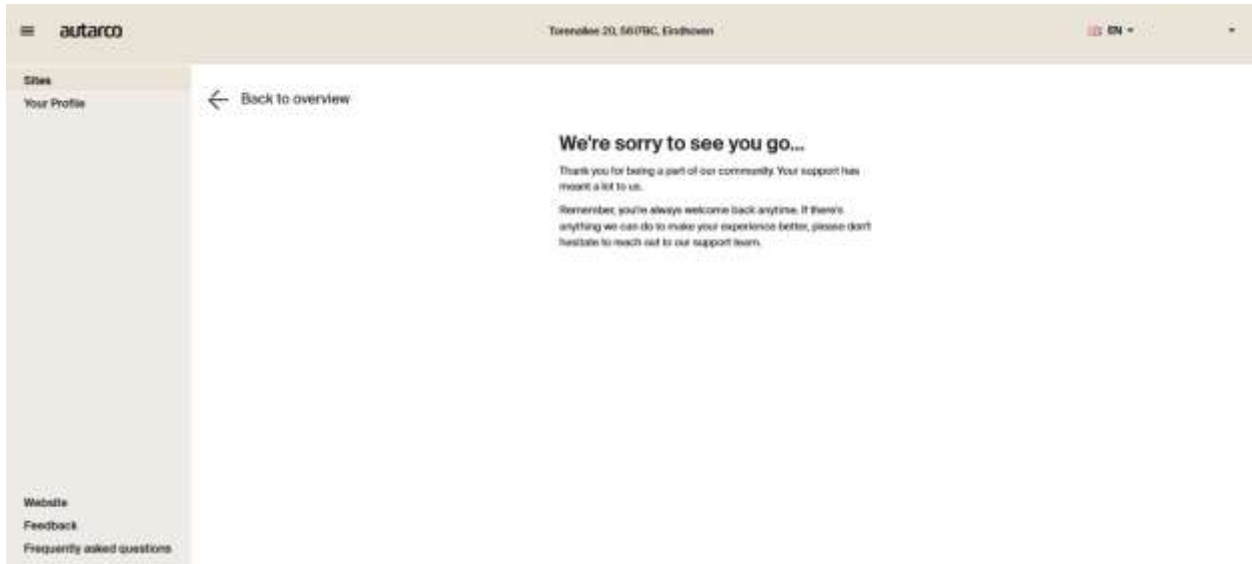 autarco
Torenallee 20, 5617BC, Eindhoven
EN
Sites
Your Profile
Back to overview
We're sorry to see you go...
Thank you for being a part of our community. Your support has
meant a lot to us.
Remember, you're always welcome back anytime. If there's
anything we can do to make your experience better, please don't
hesitate to reach out to our support team.
Website
Feedback
Frequently asked questions